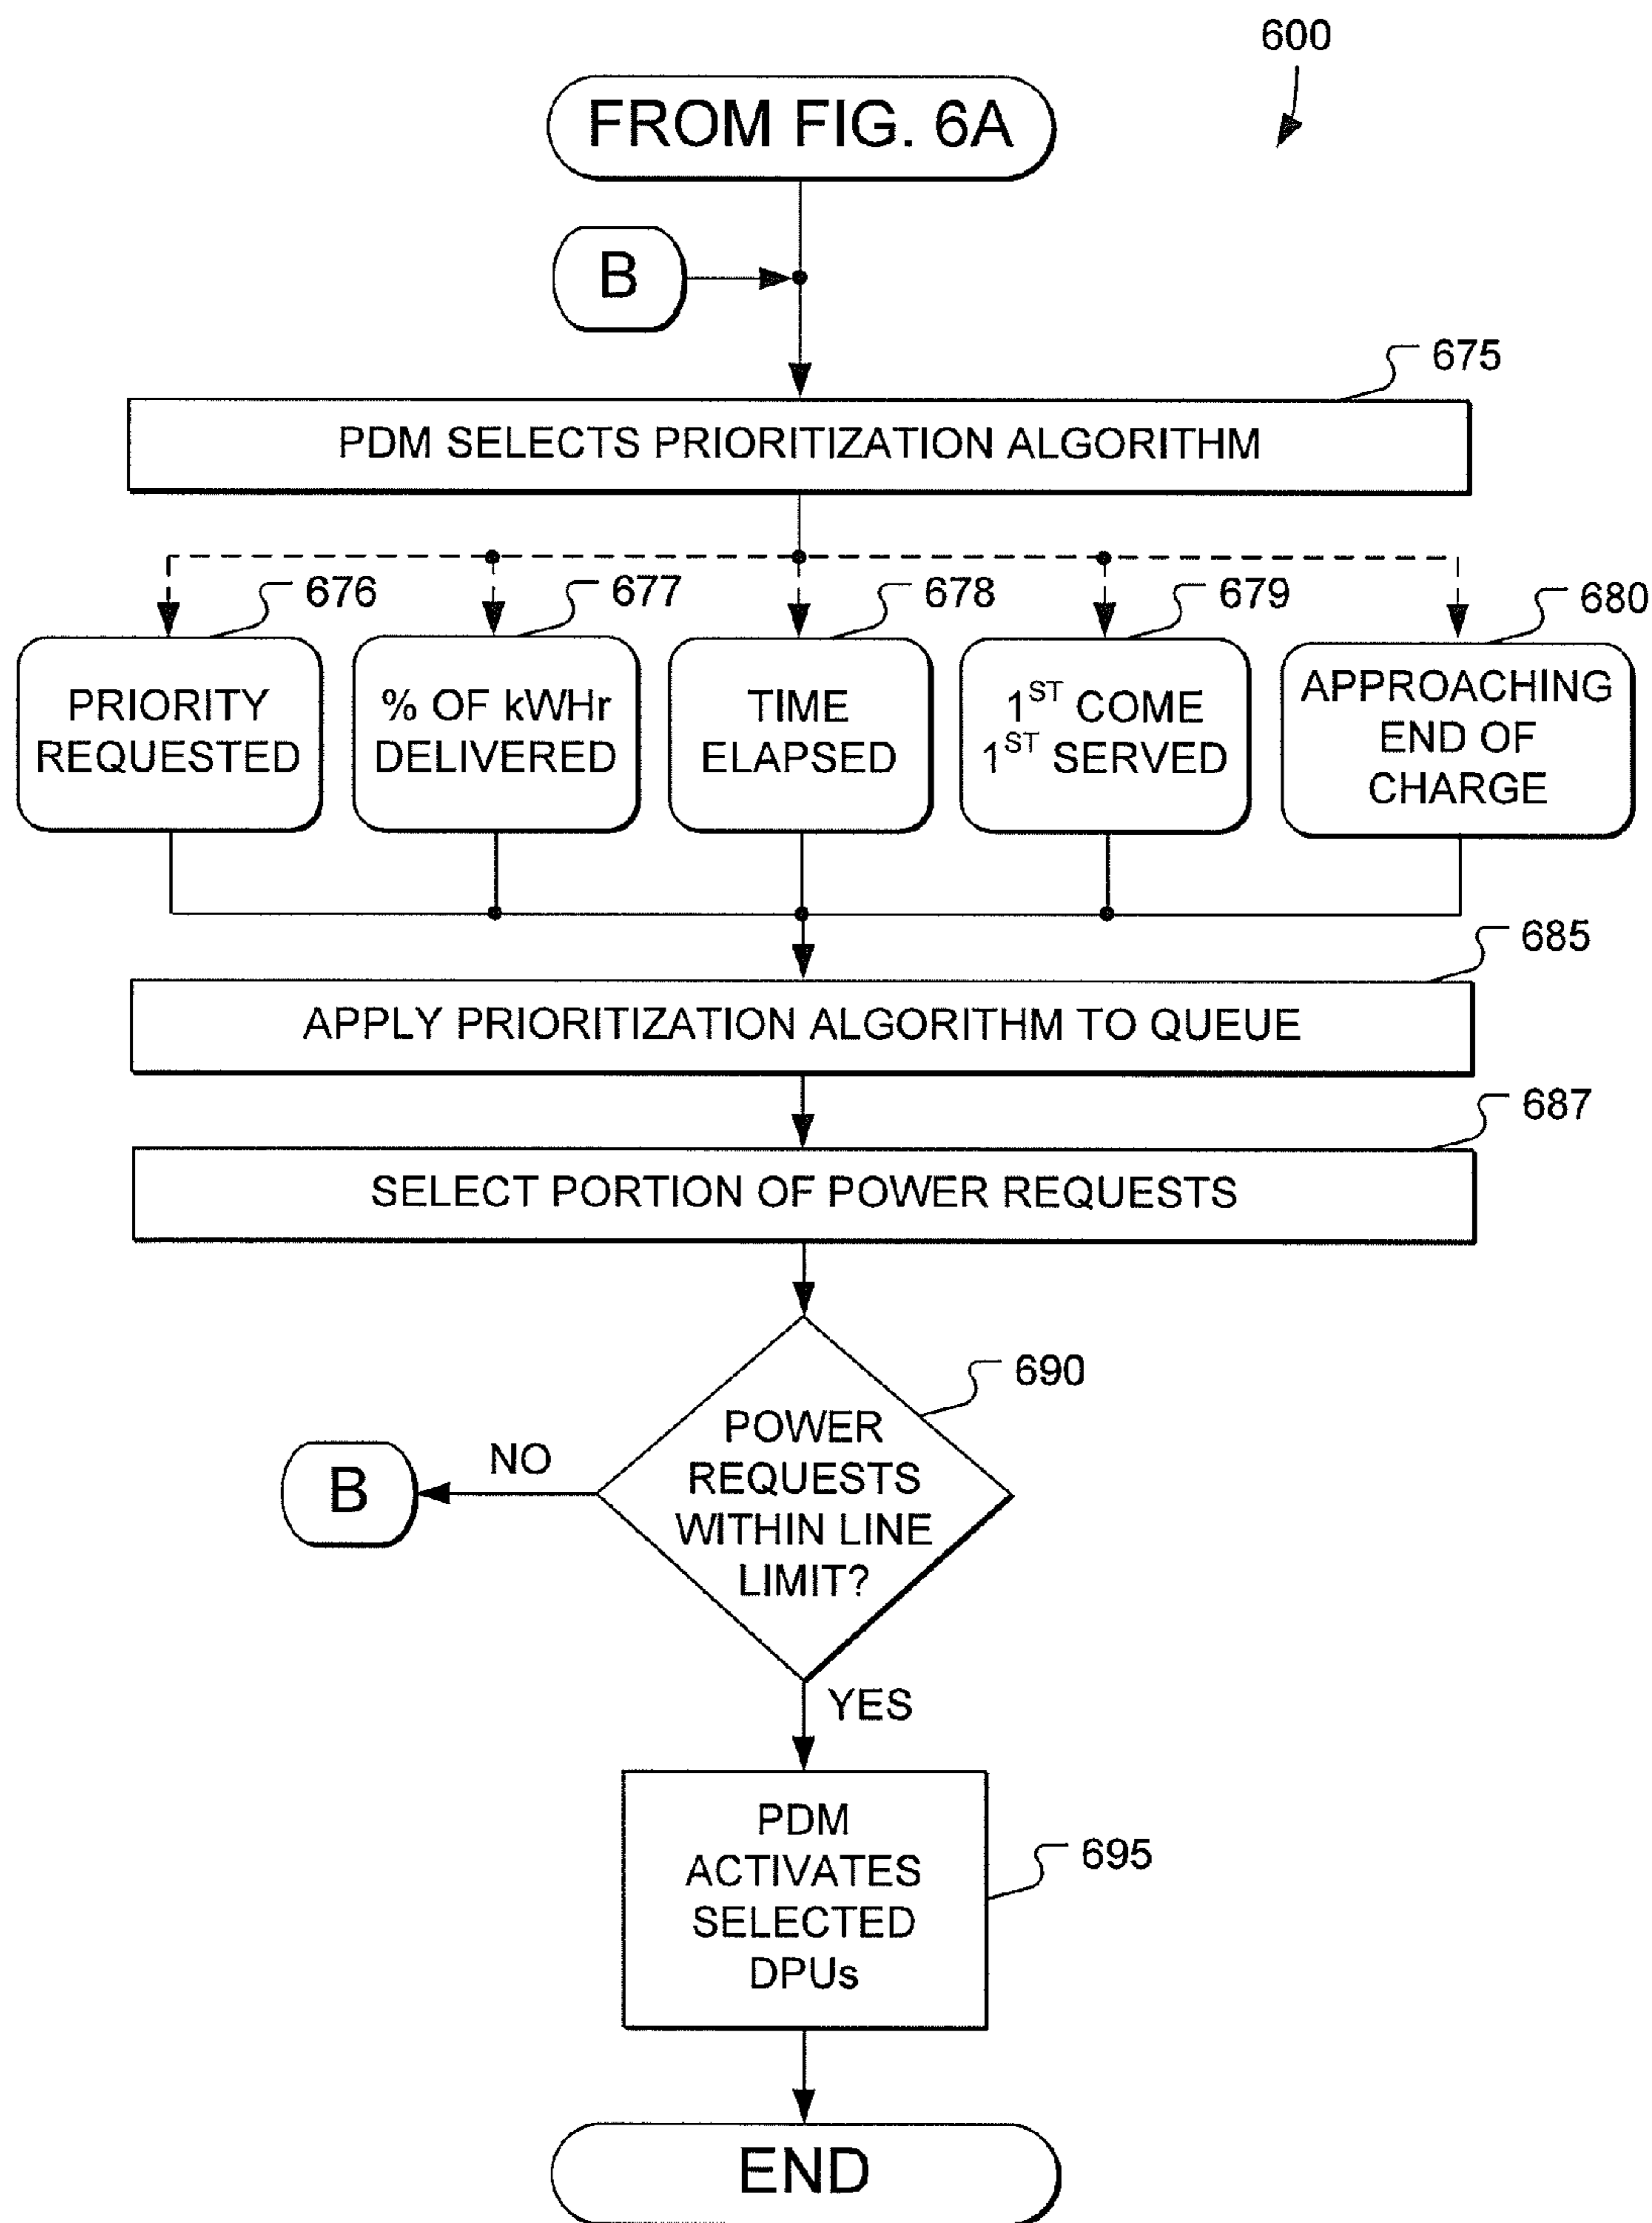 600
FROM FIG. 6A
B
675
PDM SELECTS PRIORITIZATION ALGORITHM
676
677
678
679
680
PRIORITY
REQUESTED
% OF kWHr
DELIVERED
TIME
ELAPSED
1ST COME
1ST SERVED
APPROACHING
END OF
CHARGE
685
APPLY PRIORITIZATION ALGORITHM TO QUEUE
687
SELECT PORTION OF POWER REQUESTS
690
POWER
REQUESTS
WITHIN LINE
LIMIT?
NO
B
YES
PDM
ACTIVATES
SELECTED
DPUs
695
END